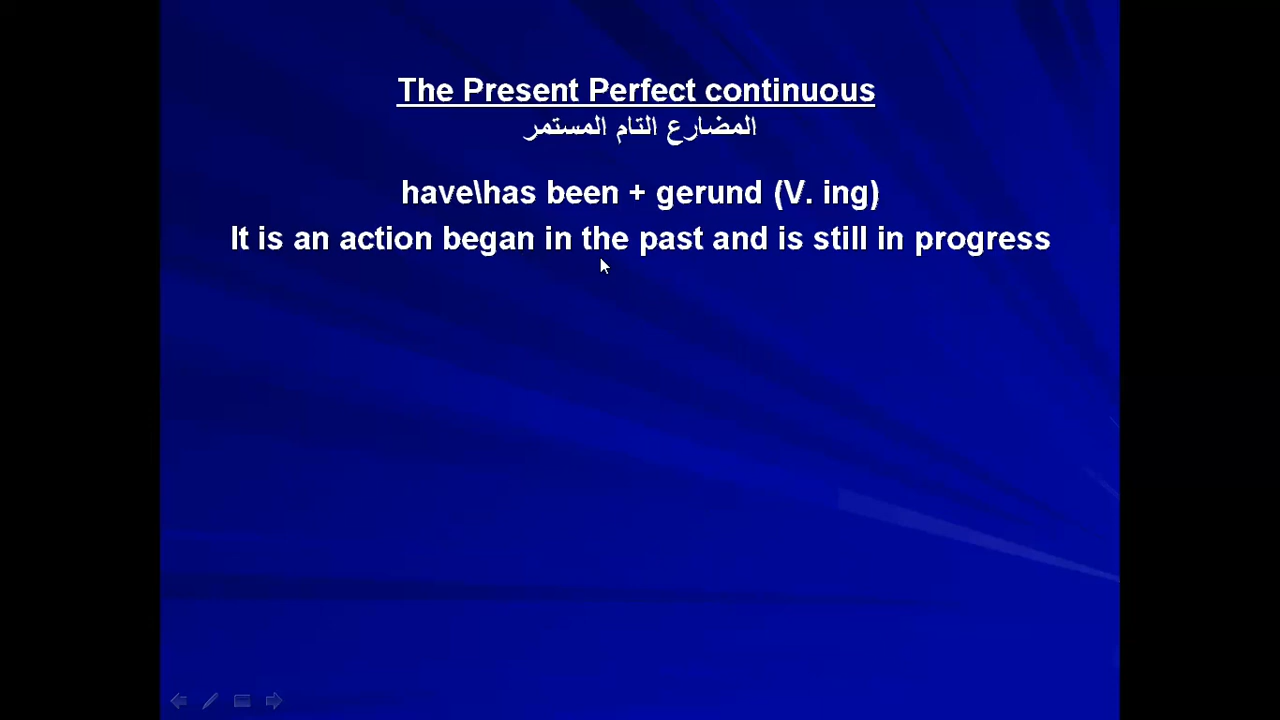 The Present Perfect continuous
المضارع التام المستمر
have\has been + gerund (V. ing)
It is an action began in the past and is still in progress